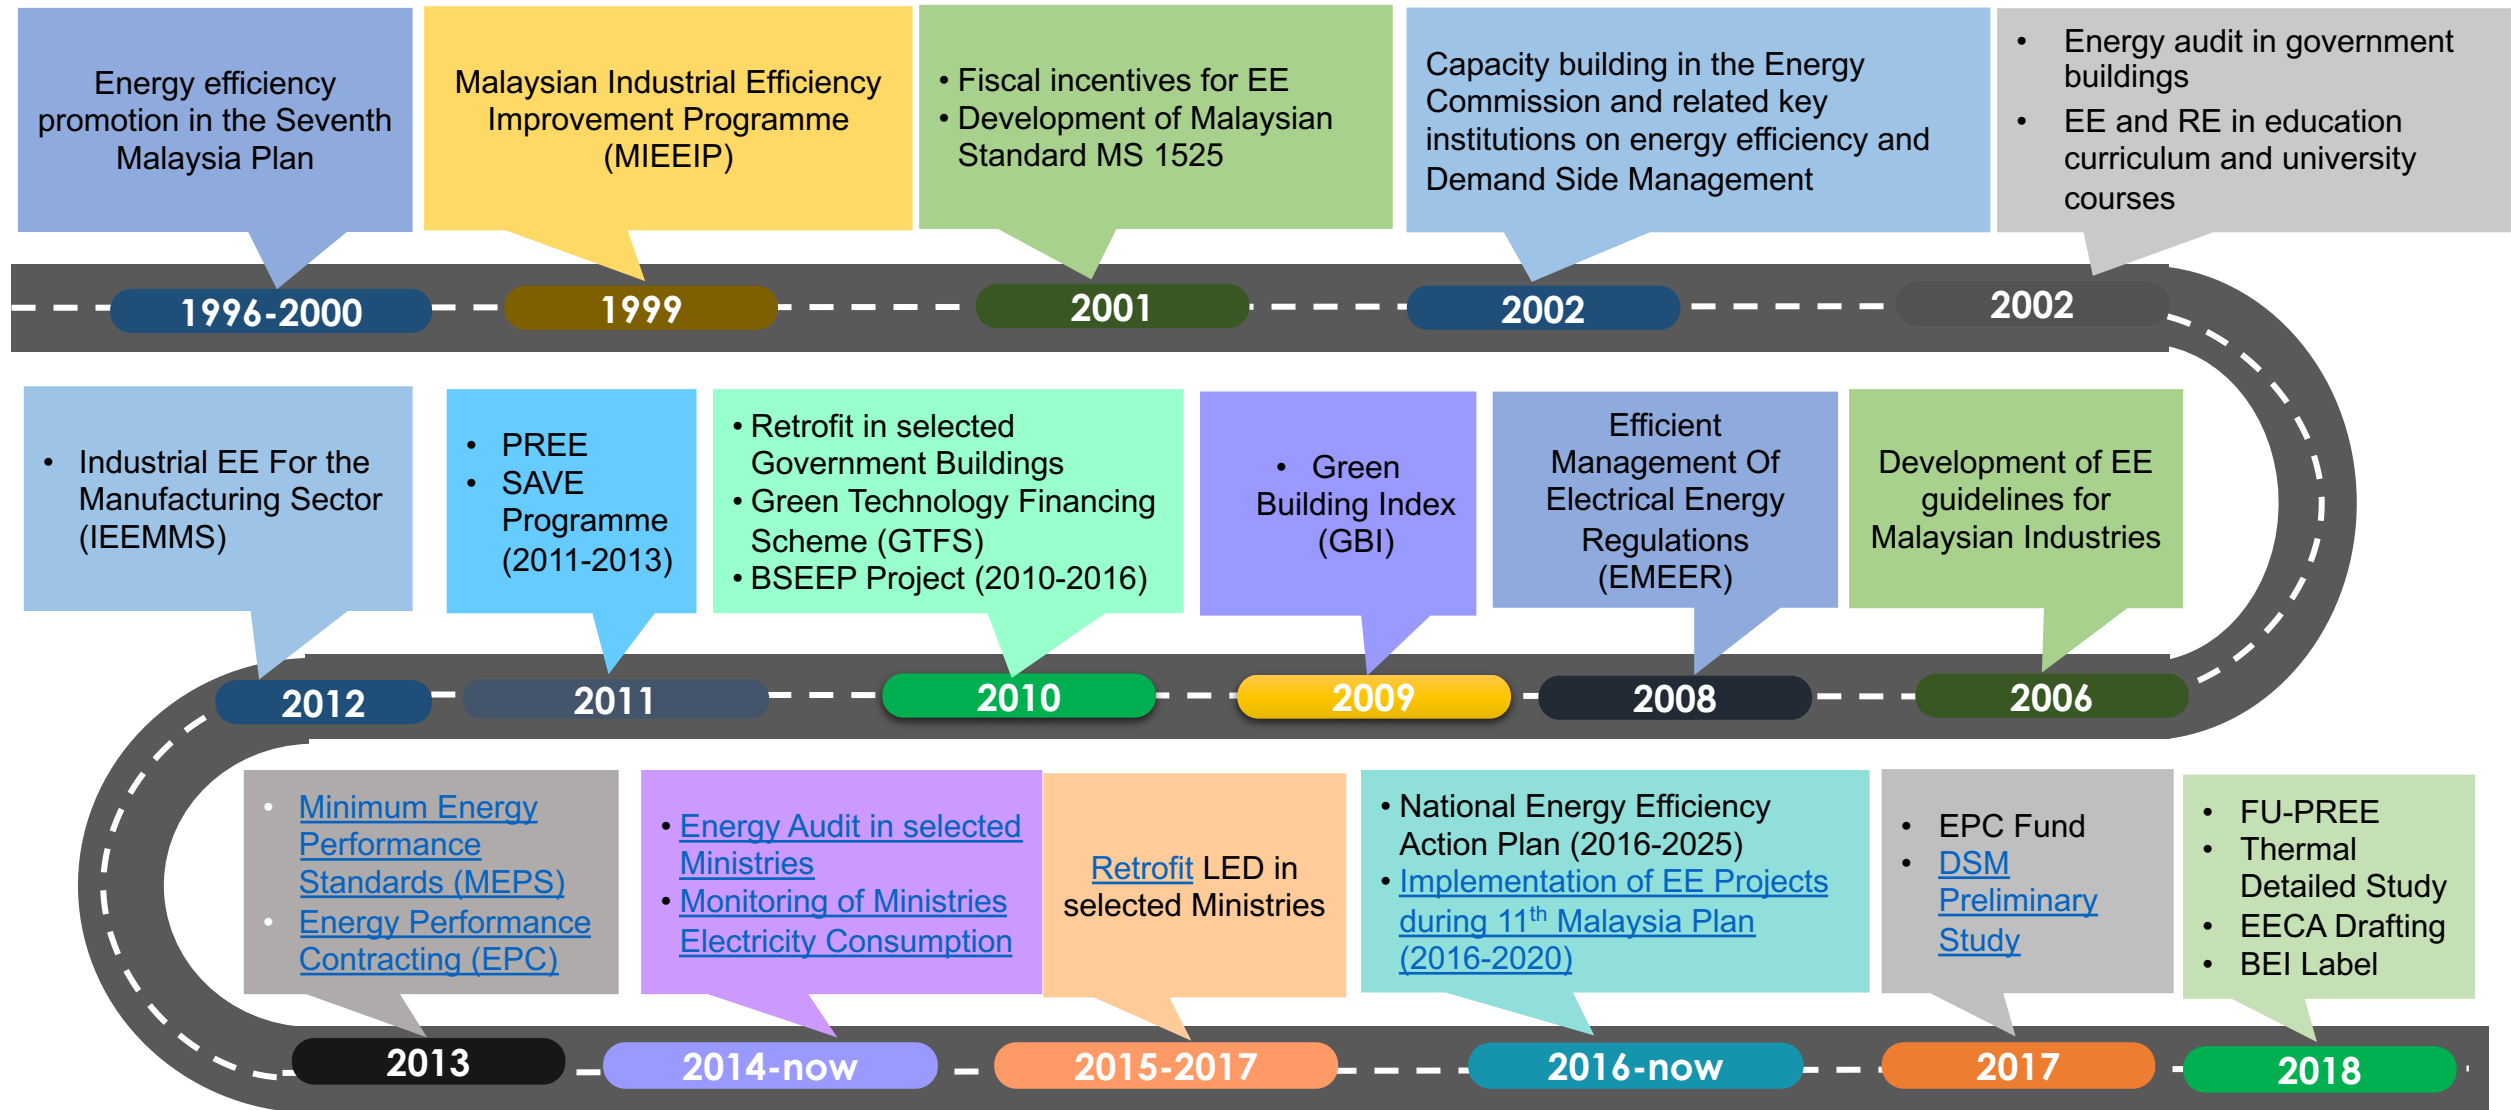 Energy efficiency
promotion in the Seventh
Malaysia Plan
Malaysian Industrial Efficiency
Improvement Programme
(MIEEIP)
• Fiscal incentives for EE
• Development of Malaysian
Standard MS 1525
Capacity building in the Energy
Commission and related key
institutions on energy efficiency and
Demand Side Management
• Energy audit in government
buildings
• EE and RE in education
curriculum and university
courses
1996-2000
1999
2001
2002
2002
• Industrial EE For the
Manufacturing Sector
(IEEMMS)
• PREE
• SAVE
Programme
(2011-2013)
• Retrofit in selected
Government Buildings
• Green Technology Financing
Scheme (GTFS)
• BSEEP Project (2010-2016)
• Green
Building Index
(GBI)
Efficient
Management Of
Electrical Energy
Regulations
(EMEER)
Development of EE
guidelines for
Malaysian Industries
2012
2011
2010
2009
2008
2006
• Minimum Energy
Performance
Standards (MEPS)
• Energy Performance
Contracting (EPC)
• Energy Audit in selected
Ministries
• Monitoring of Ministries
Electricity Consumption
Retrofit LED in
selected Ministries
• National Energy Efficiency
Action Plan (2016-2025)
• Implementation of EE Projects
during 11th Malaysia Plan
(2016-2020)
• EPC Fund
• DSM
Preliminary
Study
• FU-PREE
• Thermal
Detailed Study
• EECA Drafting
• BEI Label
2013
2014-now
2015-2017
2016-now
2017
2018